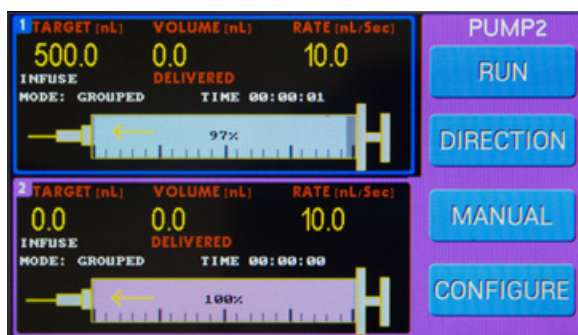 1 TARGET [nL] VOLUME [nL] RATE [nL/Sec]
500.0 0.0 10.0
INFUSE DELIVERED
MODE: GROUPED TIME 00:00:01
97%
2 TARGET [nL] VOLUME [nL] RATE [nL/Sec]
0.0 0.0 10.0
INFUSE DELIVERED
MODE: GROUPED TIME 00:00:00
100%
PUMP2
RUN
DIRECTION
MANUAL
CONFIGURE